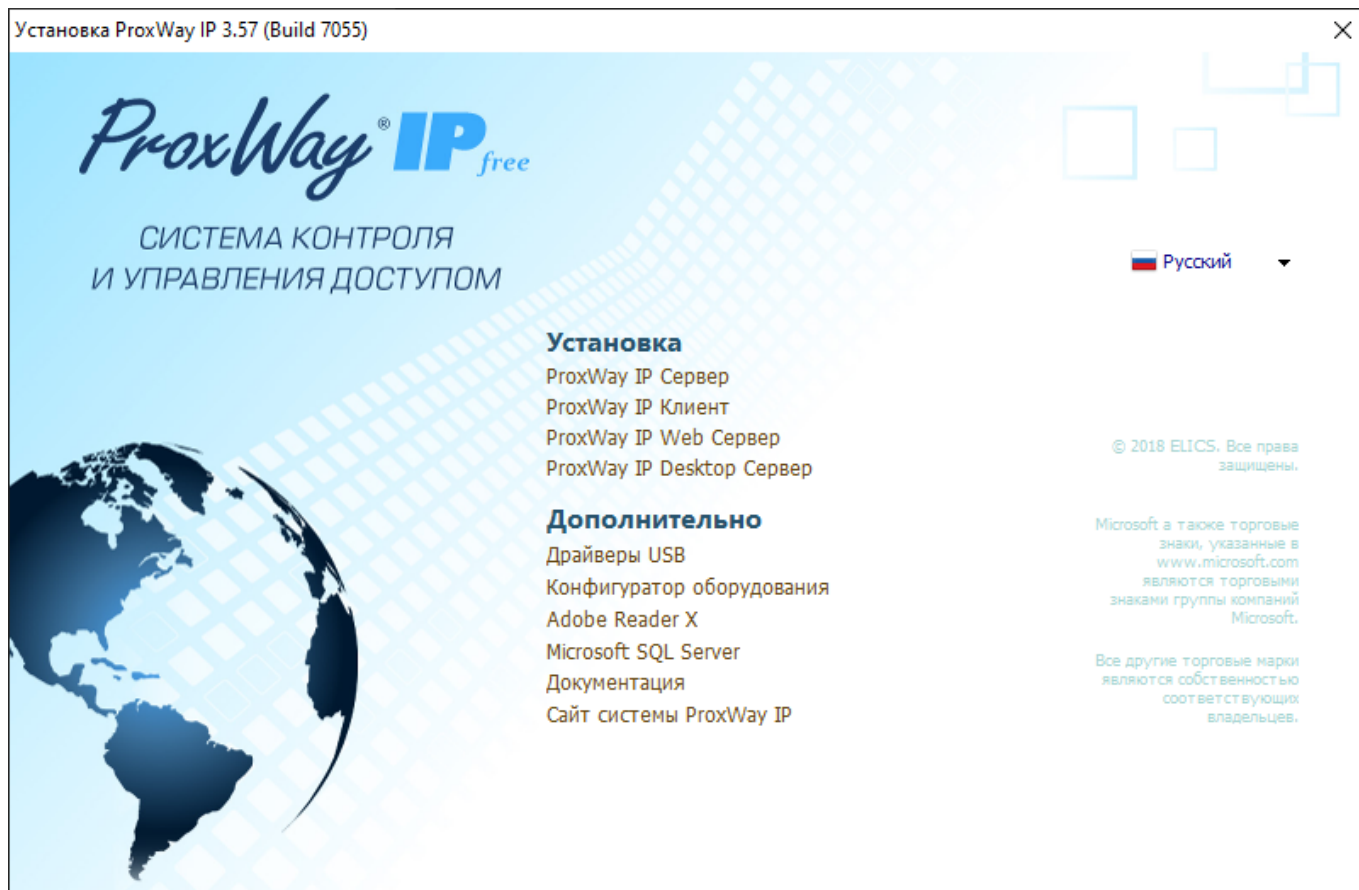 Установка ProxWay IP 3.57 (Build 7055)
ProxWay® IP free
СИСТЕМА КОНТРОЛЯ
И УПРАВЛЕНИЯ ДОСТУПОМ
Русский
Установка
ProxWay IP Сервер
ProxWay IP Клиент
ProxWay IP Web Сервер
ProxWay IP Desktop Сервер
Дополнительно
Драйверы USB
Конфигуратор оборудования
Adobe Reader X
Microsoft SQL Server
Документация
Сайт системы ProxWay IP
© 2018 ELICS. Все права
защищены.
Microsoft а также торговые
знаки, указанные в
www.microsoft.com
являются торговыми
знаками группы компаний
Microsoft.
Все другие торговые марки
являются собственностью
соответствующих
владельцев.